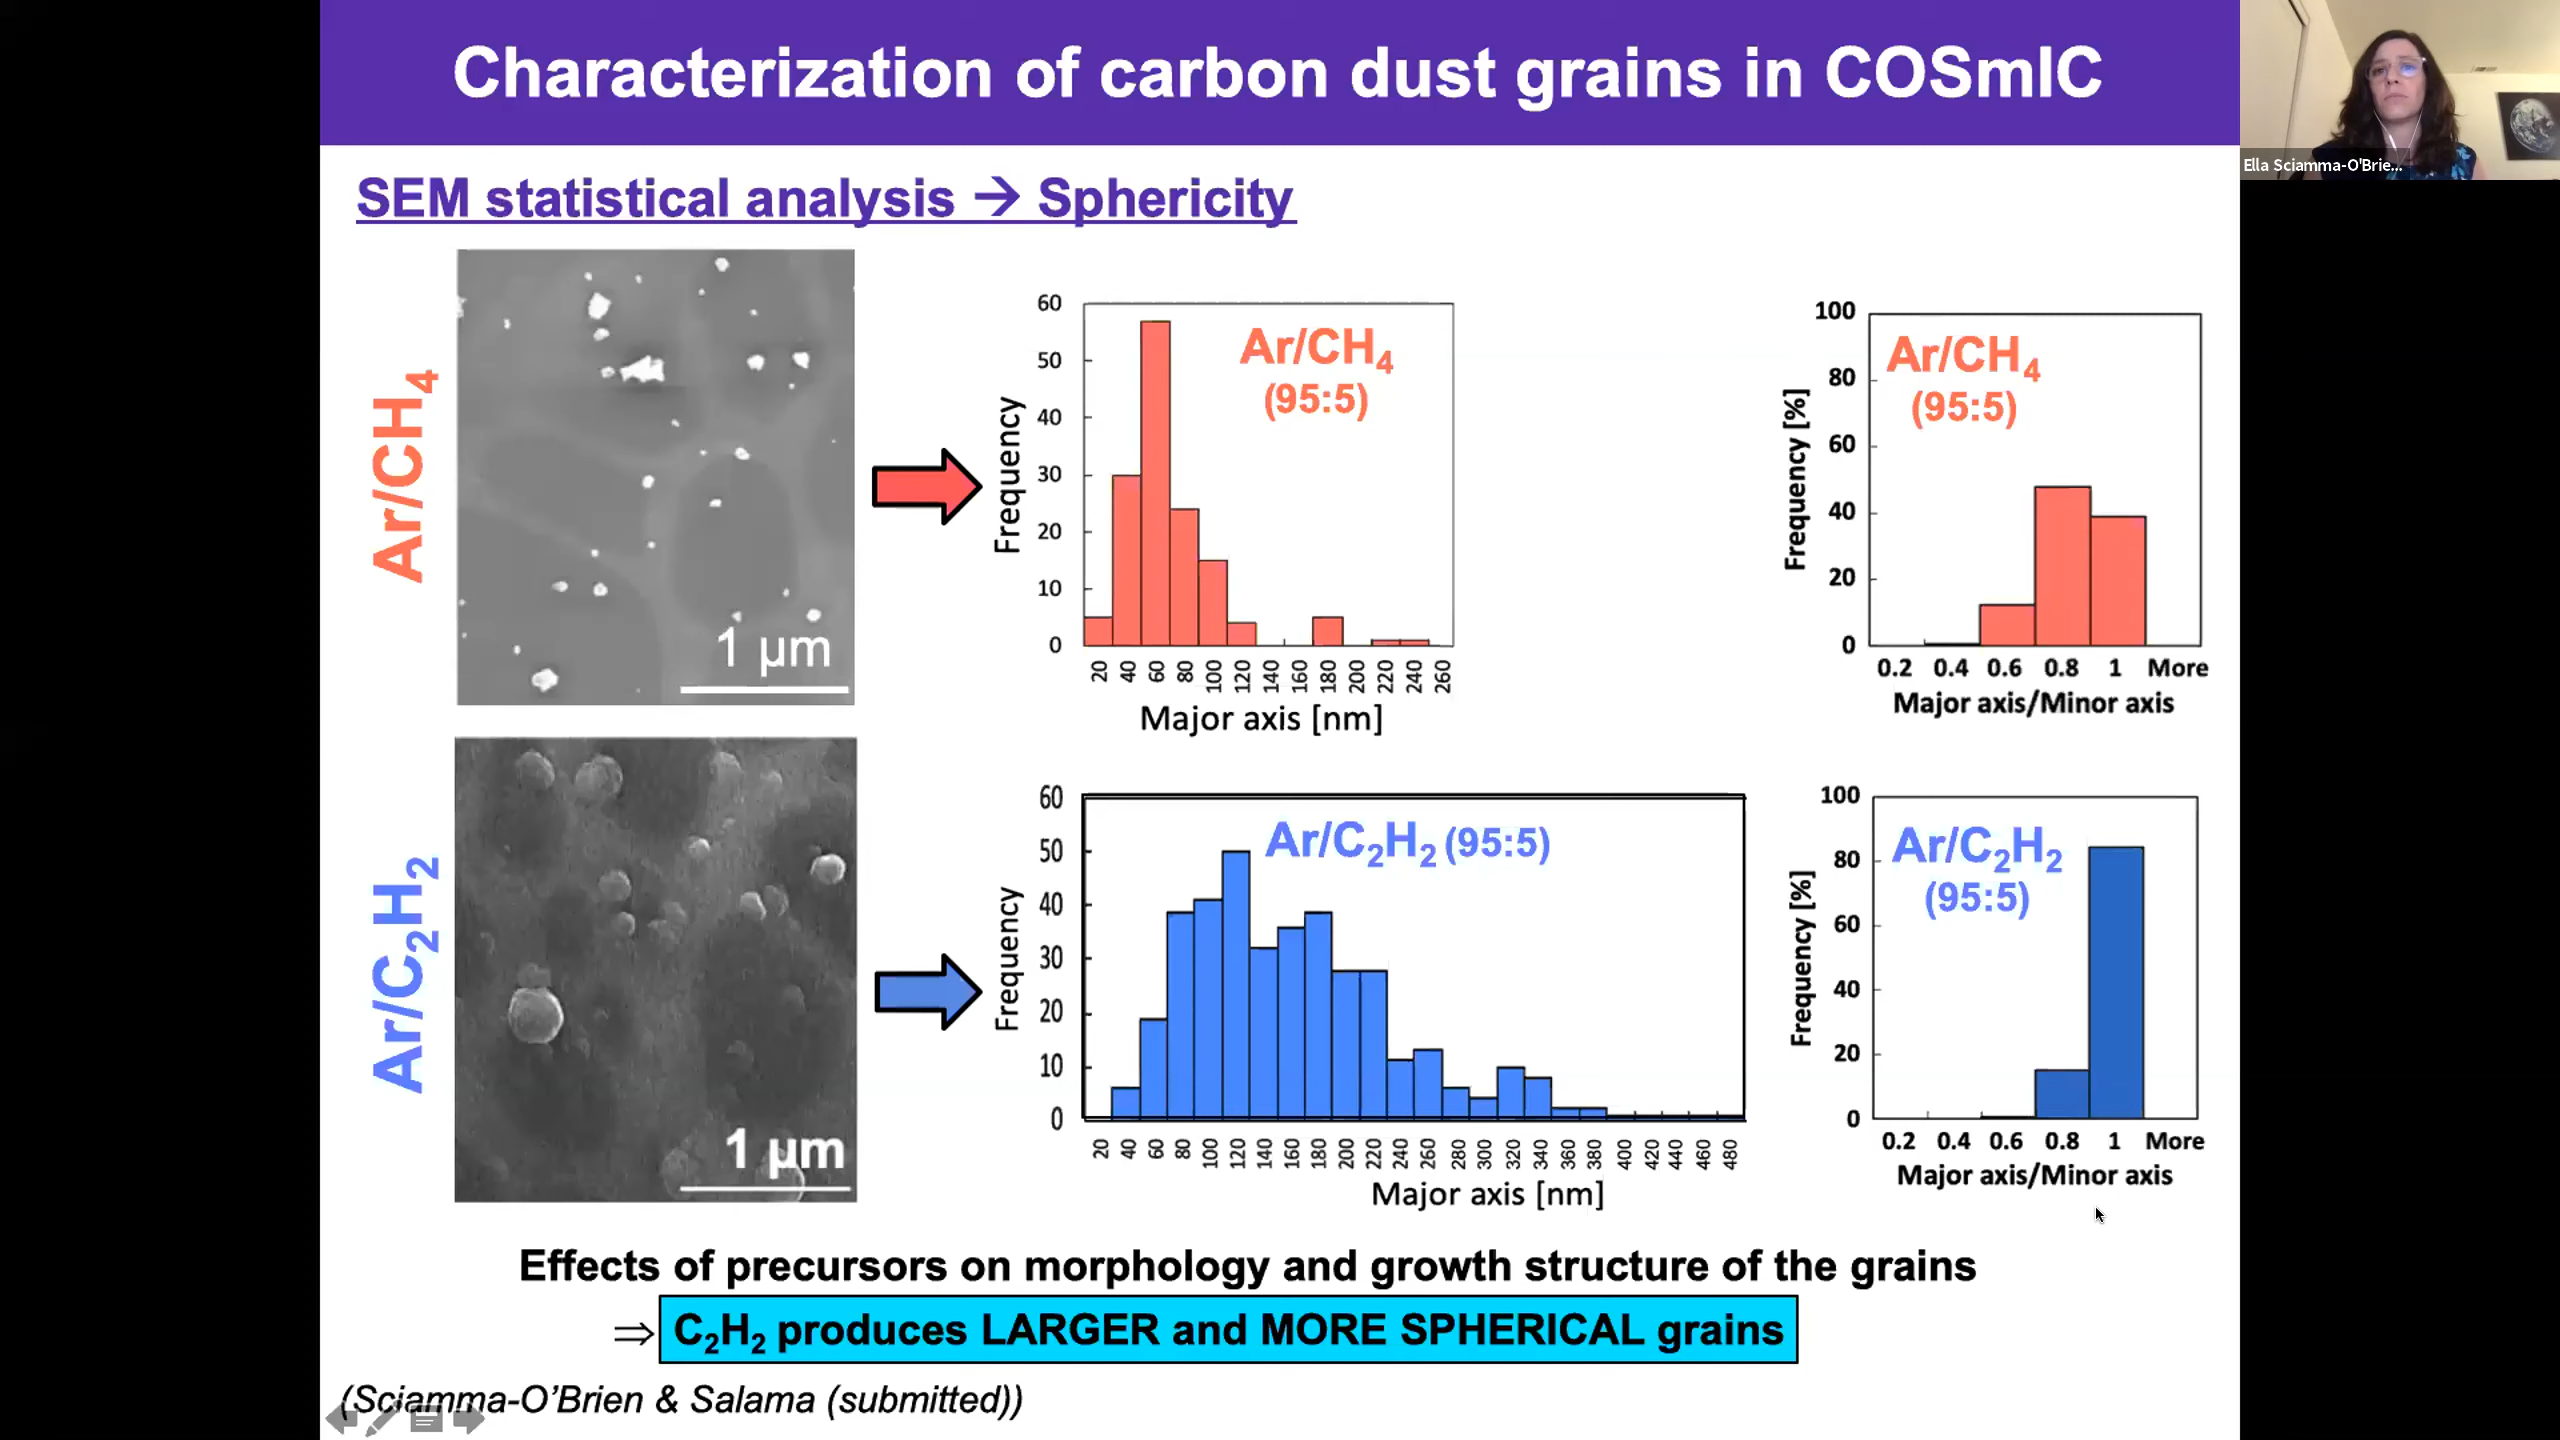 Characterization of carbon dust grains in COSmIC
Ella Sciamma-O'Brie...
SEM statistical analysis → Sphericity
Ar/CH4
1 µm
60
50
40
30
20
10
0
Frequency
Ar/CH4
(95:5)
20 40 60 80 100 120 140 160 180 200 220 240 260
Major axis [nm]
100
80
60
40
20
0
Frequency [%]
Ar/CH4
(95:5)
0.2 0.4 0.6 0.8 1 More
Major axis/Minor axis
Ar/C2H2
1 µm
60
50
40
30
20
10
0
Frequency
Ar/C2H2 (95:5)
20 40 60 80 100 120 140 160 180 200 220 240 260 280 300 320 340 360 380 400 420 440 460 480
Major axis [nm]
100
80
60
40
20
0
Frequency [%]
Ar/C2H2
(95:5)
0.2 0.4 0.6 0.8 1 More
Major axis/Minor axis
Effects of precursors on morphology and growth structure of the grains
⇒ C2H2 produces LARGER and MORE SPHERICAL grains
(Sciamma-O’Brien & Salama (submitted))